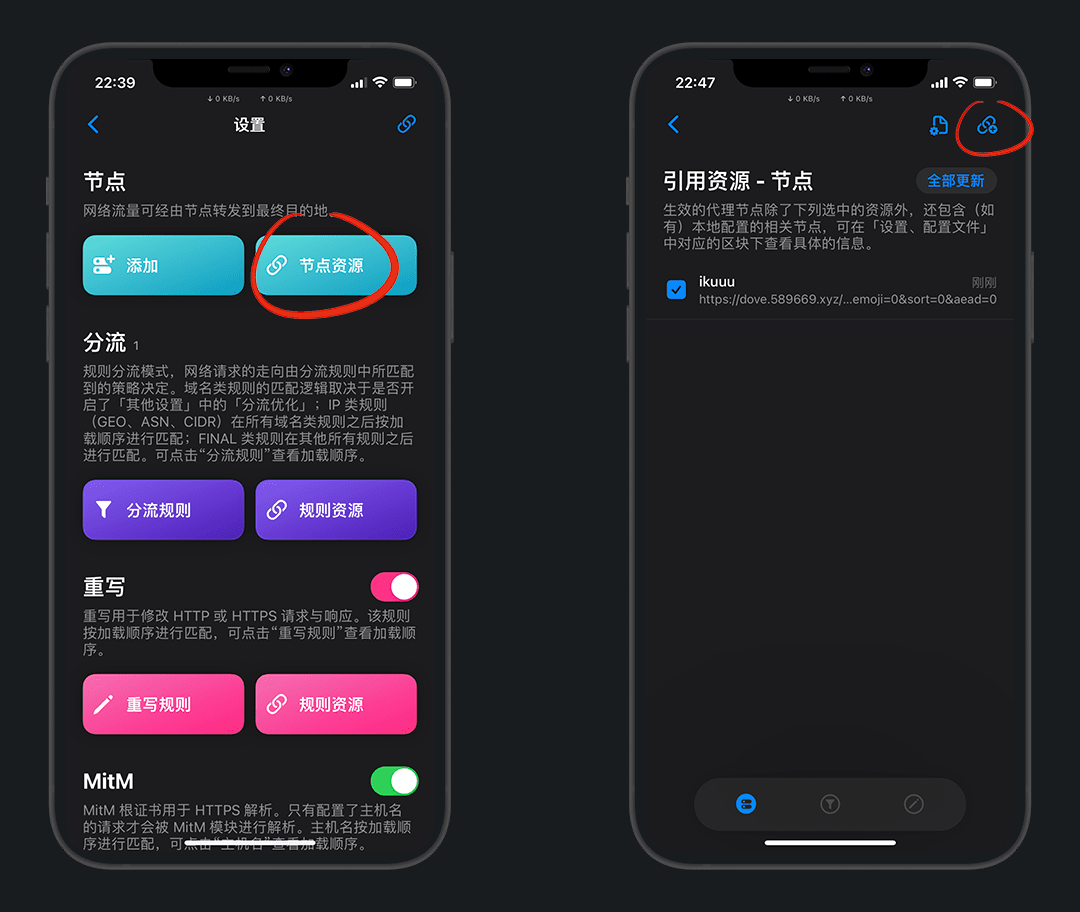 22:39
↓ 0 KB/s ↑ 0 KB/s
设置
节点
网络流量可经由节点转发到最终目的地。
添加
节点资源
分流 1
规则分流模式，网络请求的走向由分流规则中所匹配
到的策略决定。域名类规则的匹配逻辑取决于是否开
启了「其他设置」中的「分流优化」；IP 类规则
（GEO、ASN、CIDR）在所有域名类规则之后按加
载顺序进行匹配；FINAL 类规则在其他所有规则之后
进行匹配。可点击“分流规则”查看加载顺序。
分流规则
规则资源
重写
重写用于修改 HTTP 或 HTTPS 请求与响应。该规则
按加载顺序进行匹配，可点击“重写规则”查看加载顺
序。
重写规则
规则资源
MitM
MitM 根证书用于 HTTPS 解析。只有配置了主机名
的请求才会被 MitM 模块进行解析。主机名按加载顺
序进行匹配，可点击“主机名”查看加载顺序。
22:47
↓ 0 KB/s ↑ 0 KB/s
引用资源 - 节点
全部更新
生效的代理节点除了下列选中的资源外，还包含（如
有）本地配置的相关节点，可在「设置、配置文件」
中对应的区块下查看具体的信息。
ikuuu
刚刚
https://dove.589669.xyz/...emoji=0&sort=0&aead=0